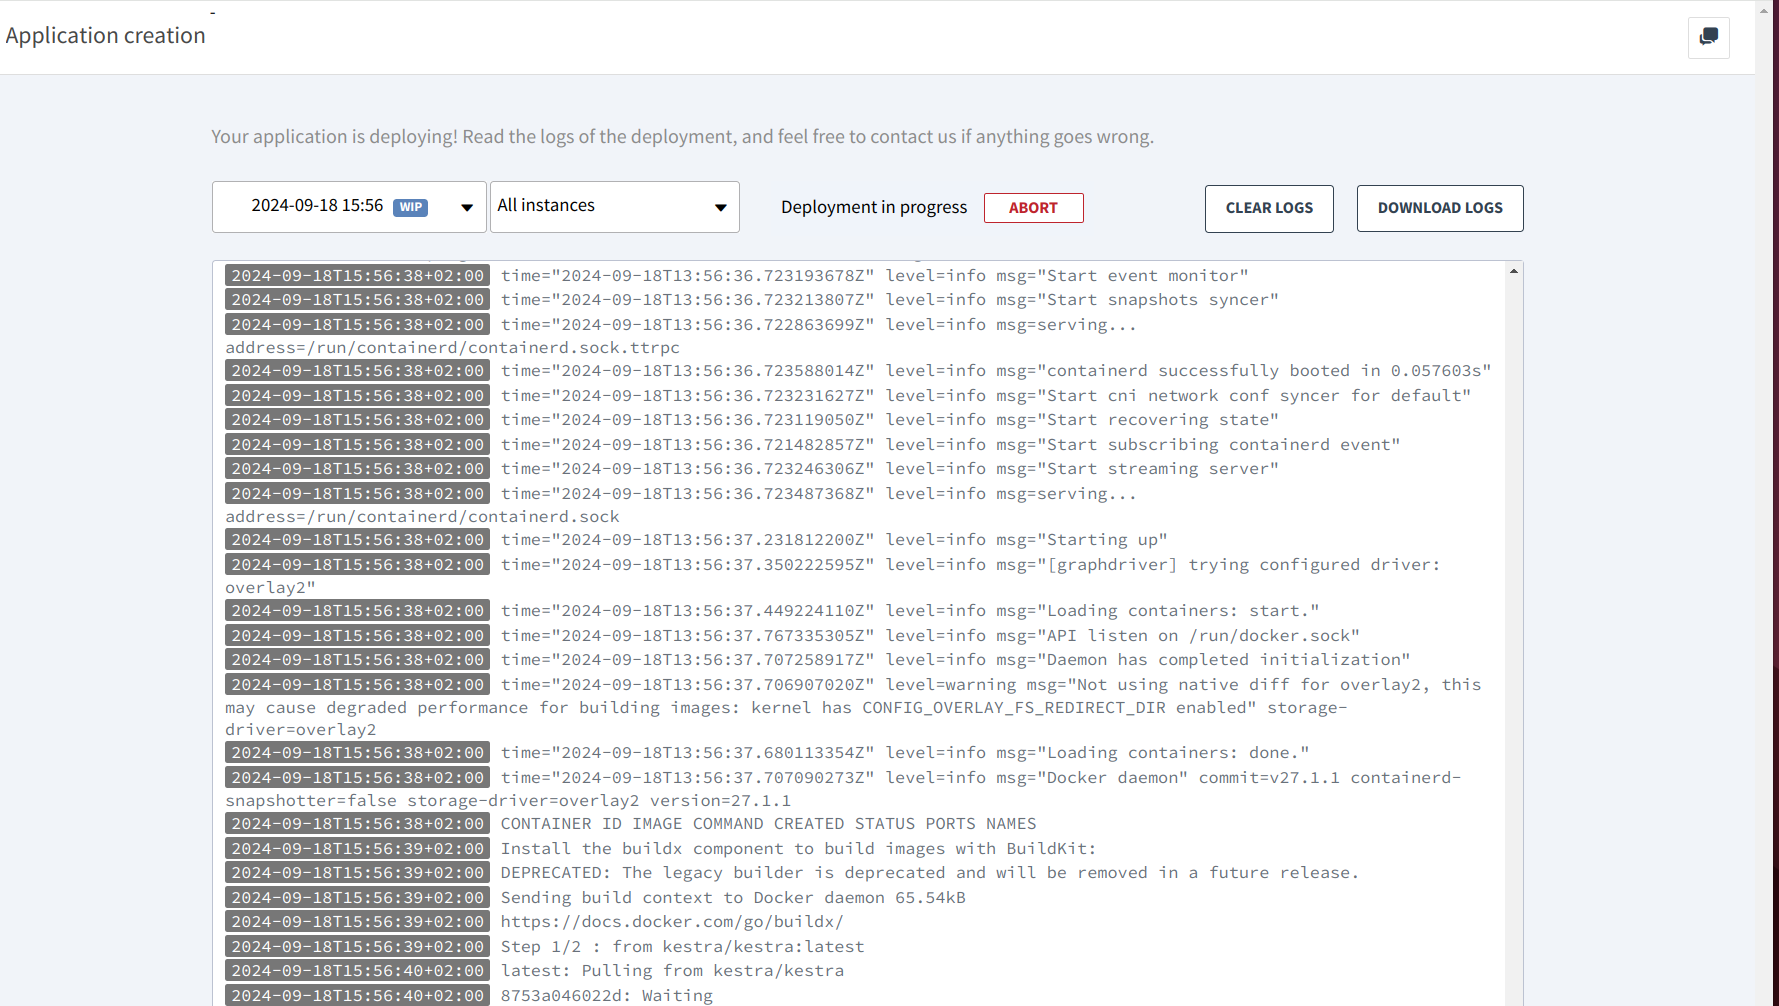 -
Application creation
Your application is deploying! Read the logs of the deployment, and feel free to contact us if anything goes wrong.
2024-09-18 15:56 WIP All instances Deployment in progress ABORT CLEAR LOGS DOWNLOAD LOGS
2024-09-18T15:56:38+02:00 time="2024-09-18T13:56:36.723193678Z" level=info msg="Start event monitor"
2024-09-18T15:56:38+02:00 time="2024-09-18T13:56:36.723213807Z" level=info msg="Start snapshots syncer"
2024-09-18T15:56:38+02:00 time="2024-09-18T13:56:36.722863699Z" level=info msg=serving...
address=/run/containerd/containerd.sock.ttrpc
2024-09-18T15:56:38+02:00 time="2024-09-18T13:56:36.723588014Z" level=info msg="containerd successfully booted in 0.057603s"
2024-09-18T15:56:38+02:00 time="2024-09-18T13:56:36.723231627Z" level=info msg="Start cni network conf syncer for default"
2024-09-18T15:56:38+02:00 time="2024-09-18T13:56:36.723119050Z" level=info msg="Start recovering state"
2024-09-18T15:56:38+02:00 time="2024-09-18T13:56:36.721482857Z" level=info msg="Start subscribing containerd event"
2024-09-18T15:56:38+02:00 time="2024-09-18T13:56:36.723246306Z" level=info msg="Start streaming server"
2024-09-18T15:56:38+02:00 time="2024-09-18T13:56:36.723487368Z" level=info msg=serving...
address=/run/containerd/containerd.sock
2024-09-18T15:56:38+02:00 time="2024-09-18T13:56:37.231812200Z" level=info msg="Starting up"
2024-09-18T15:56:38+02:00 time="2024-09-18T13:56:37.350222595Z" level=info msg="[graphdriver] trying configured driver:
overlay2"
2024-09-18T15:56:38+02:00 time="2024-09-18T13:56:37.449224110Z" level=info msg="Loading containers: start."
2024-09-18T15:56:38+02:00 time="2024-09-18T13:56:37.767335305Z" level=info msg="API listen on /run/docker.sock"
2024-09-18T15:56:38+02:00 time="2024-09-18T13:56:37.707258917Z" level=info msg="Daemon has completed initialization"
2024-09-18T15:56:38+02:00 time="2024-09-18T13:56:37.706907020Z" level=warning msg="Not using native diff for overlay2, this
may cause degraded performance for building images: kernel has CONFIG_OVERLAY_FS_REDIRECT_DIR enabled" storage-
driver=overlay2
2024-09-18T15:56:38+02:00 time="2024-09-18T13:56:37.680113354Z" level=info msg="Loading containers: done."
2024-09-18T15:56:38+02:00 time="2024-09-18T13:56:37.707090273Z" level=info msg="Docker daemon" commit=v27.1.1 containerd-
snapshotter=false storage-driver=overlay2 version=27.1.1
2024-09-18T15:56:38+02:00 CONTAINER ID IMAGE COMMAND CREATED STATUS PORTS NAMES
2024-09-18T15:56:39+02:00 Install the buildx component to build images with BuildKit:
2024-09-18T15:56:39+02:00 DEPRECATED: The legacy builder is deprecated and will be removed in a future release.
2024-09-18T15:56:39+02:00 Sending build context to Docker daemon 65.54kB
2024-09-18T15:56:39+02:00 https://docs.docker.com/go/buildx/
2024-09-18T15:56:39+02:00 Step 1/2 : from kestra/kestra:latest
2024-09-18T15:56:40+02:00 latest: Pulling from kestra/kestra
2024-09-18T15:56:40+02:00 8753a046022d: Waiting